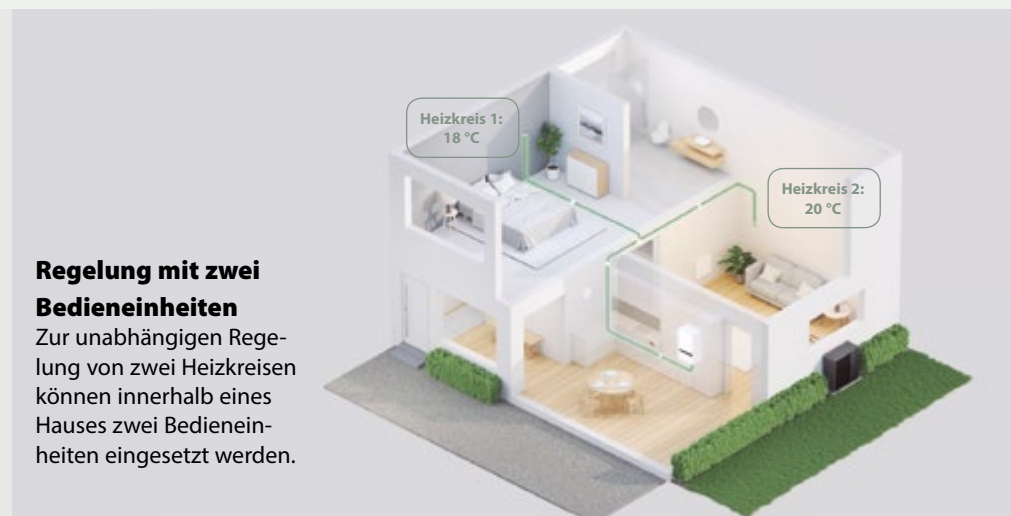 Heizkreis 1:
18 °C
Heizkreis 2:
20 °C
Regelung mit zwei
Bedieneinheiten
Zur unabhängigen Rege-
lung von zwei Heizkreisen
können innerhalb eines
Hauses zwei Bedienein-
heiten eingesetzt werden.